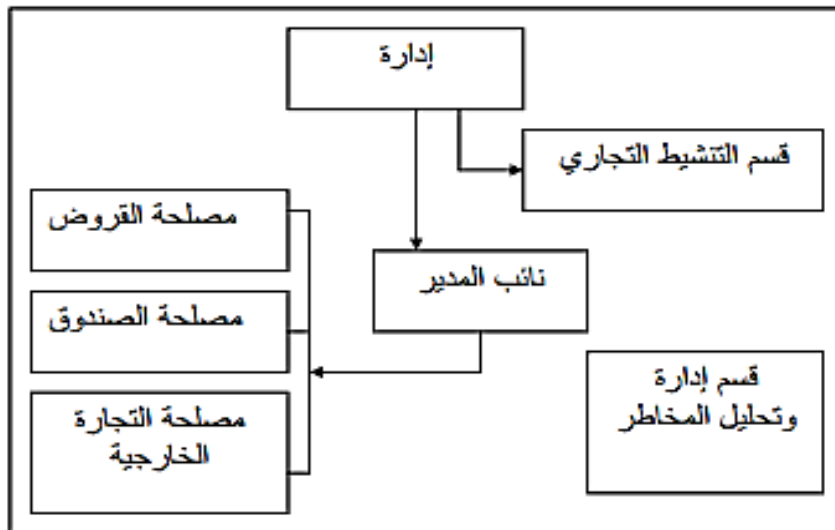 إدارة
قسم التنشيط التجاري
مصلحة القروض
نائب المدير
مصلحة الصندوق
قسم إدارة
وتحليل المخاطر
مصلحة التجارة
الخارجية